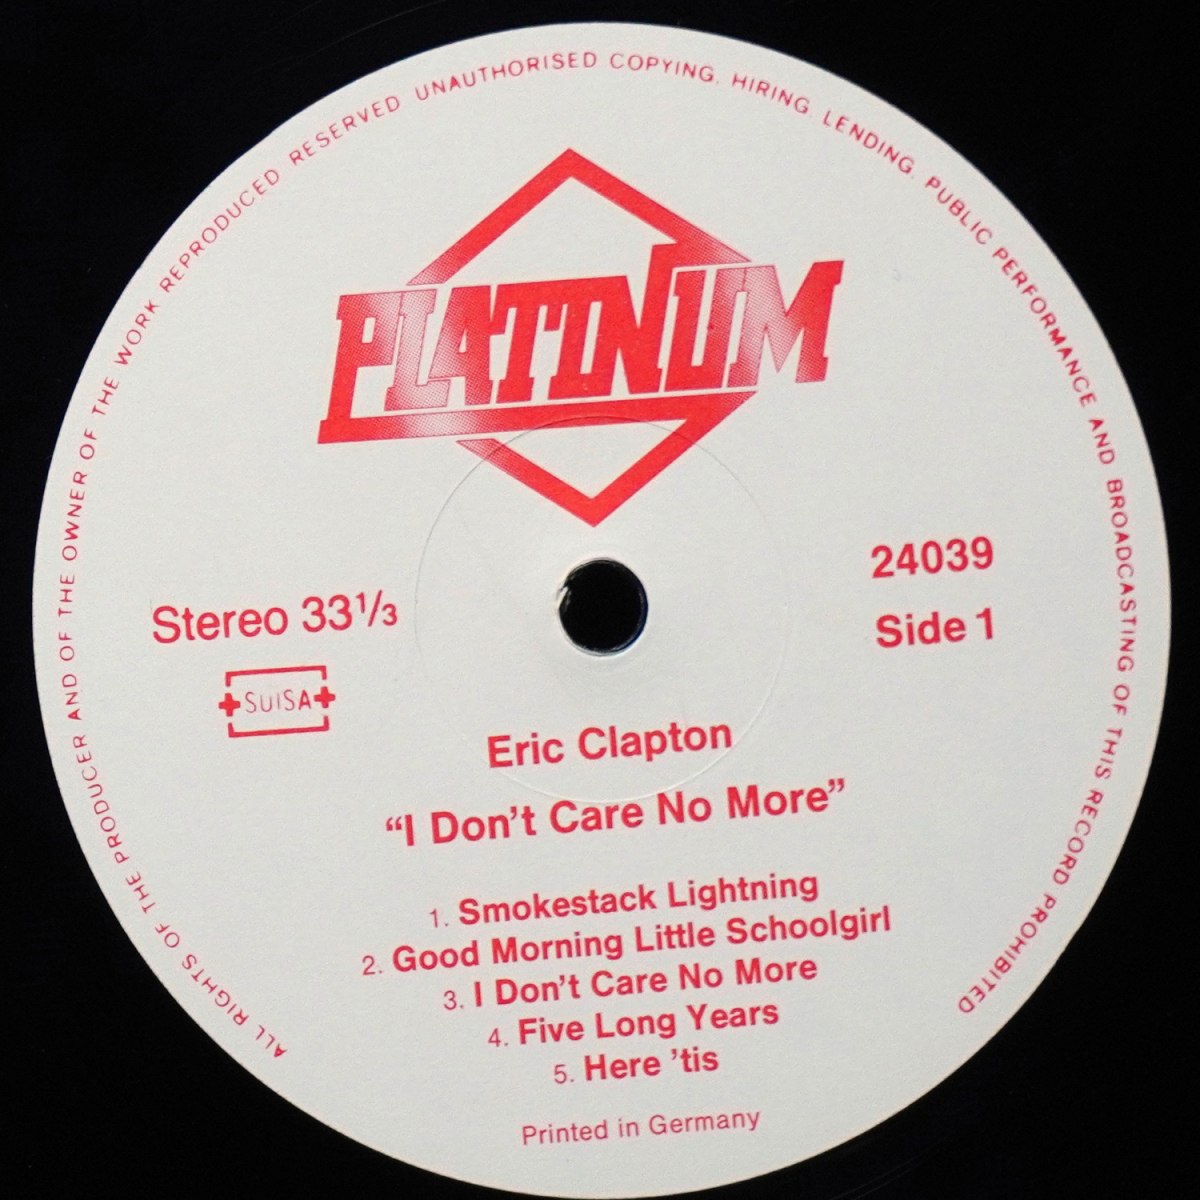 ALL RIGHTS OF THE PRODUCER AND OF THE OWNER OF THE WORK REPRODUCED RESERVED UNAUTHORISED COPYING, HIRING, LENDING, PUBLIC PERFORMANCE AND BROADCASTING OF THIS RECORD PROHIBITED
PLATINUM
24039
Stereo 33⅓
Side 1
SUISA
Eric Clapton
“I Don’t Care No More”
1. Smokestack Lightning
2. Good Morning Little Schoolgirl
3. I Don’t Care No More
4. Five Long Years
5. Here ’tis
Printed in Germany